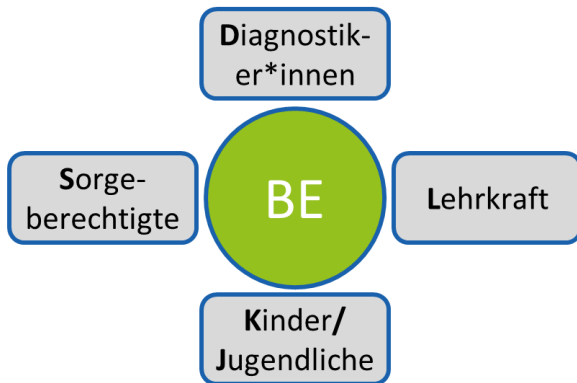 Diagnostik-
er*innen
Sorge-
berechtigte
BE
Lehrkraft
Kinder/
Jugendliche